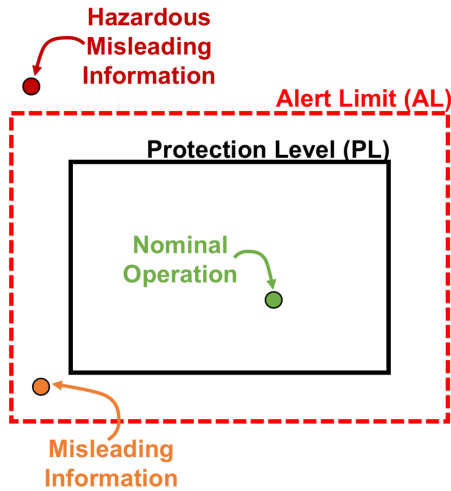 Hazardous
Misleading
Information
Alert Limit (AL)
Protection Level (PL)
Nominal
Operation
Misleading
Information